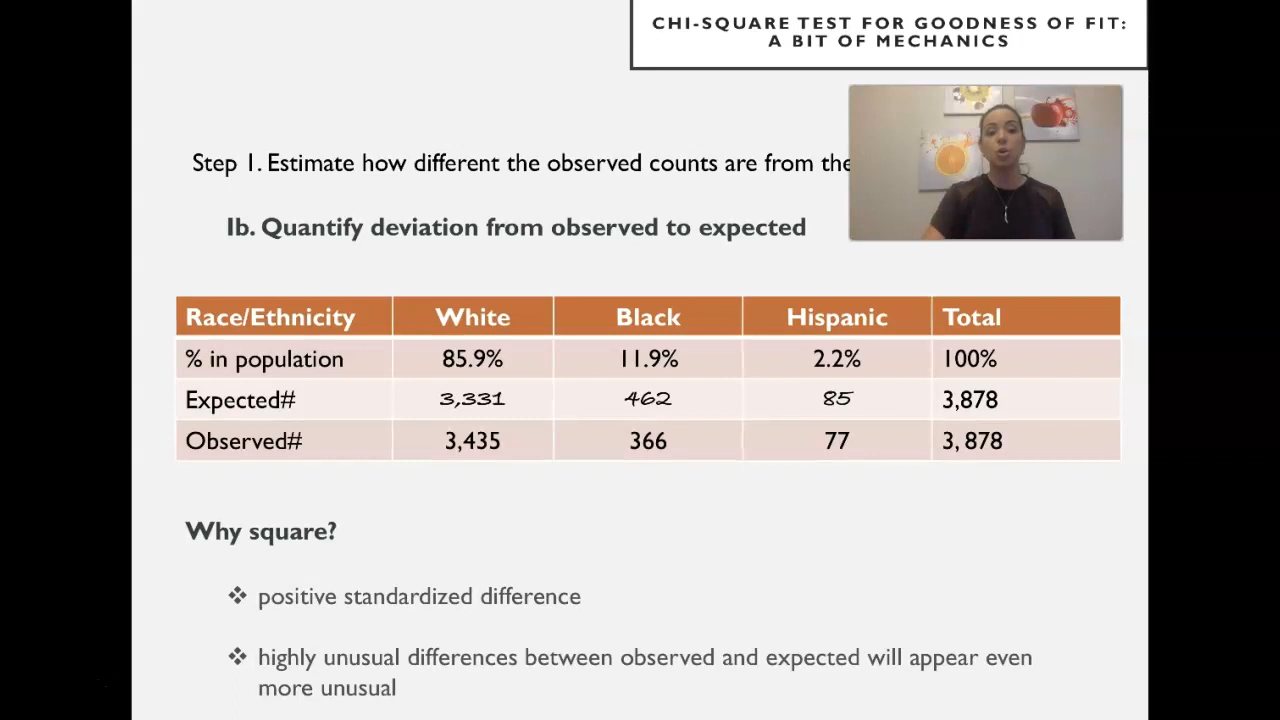 CHI-SQUARE TEST FOR GOODNESS OF FIT:
A BIT OF MECHANICS
Step 1. Estimate how different the observed counts are from the
Ib. Quantify deviation from observed to expected
Race/Ethnicity White Black Hispanic Total
% in population 85.9% 11.9% 2.2% 100%
Expected# 3,331 462 85 3,878
Observed# 3,435 366 77 3, 878
Why square?
❖ positive standardized difference
❖ highly unusual differences between observed and expected will appear even
more unusual